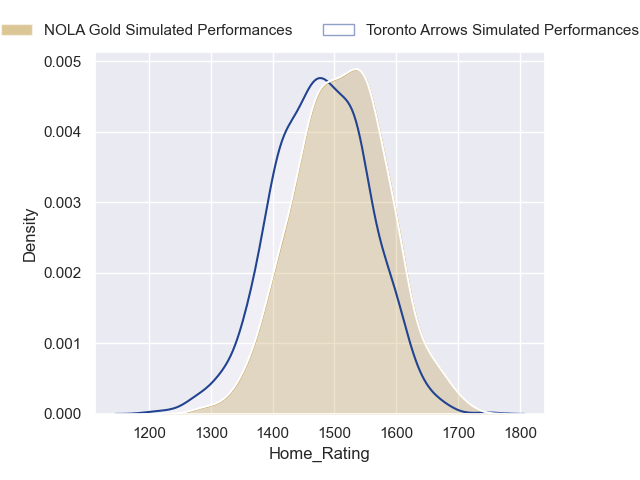 NOLA Gold Simulated Performances Toronto Arrows Simulated Performances
0.005
0.004
0.003
0.002
0.001
0.000
Density
1200 1300 1400 1500 1600 1700 1800
Home_Rating